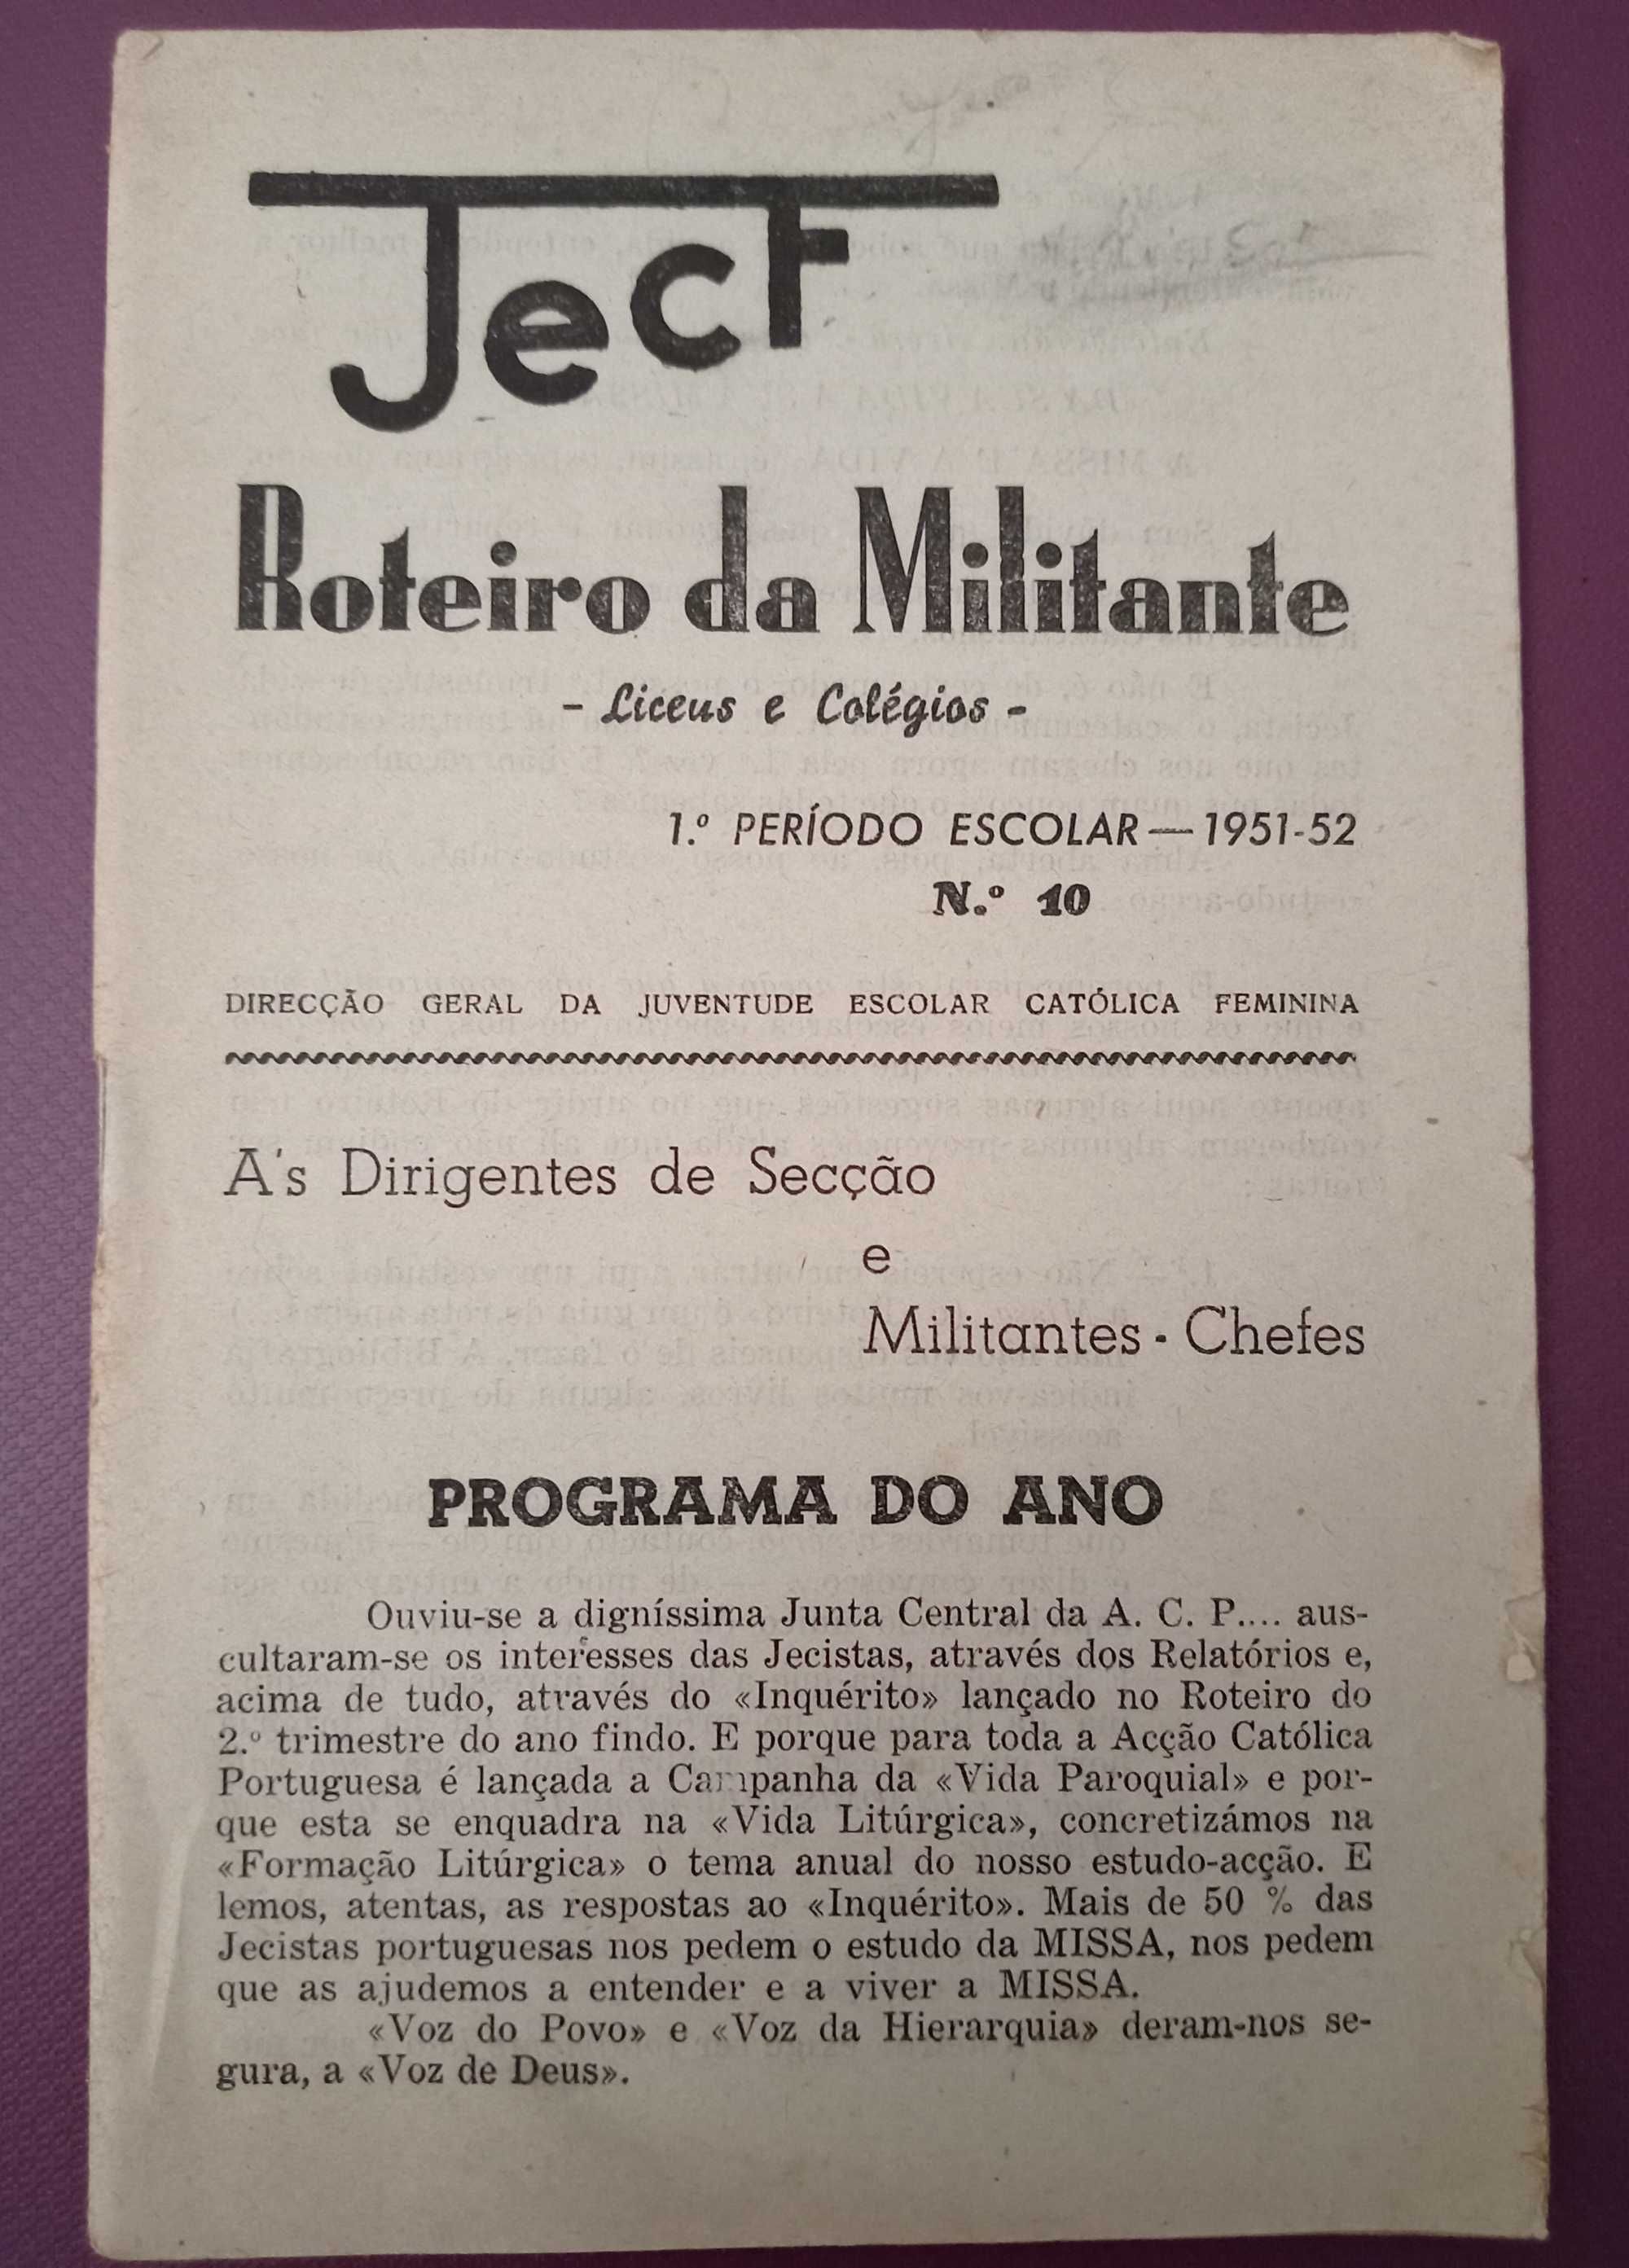 JecF
Roteiro da Militante
- Liceus e Colégios -
1.º PERÍODO ESCOLAR — 1951-52
N.º 10
DIRECÇÃO GERAL DA JUVENTUDE ESCOLAR CATÓLICA FEMININA
A's Dirigentes de Secção
e
Militantes - Chefes
PROGRAMA DO ANO
Ouviu-se a digníssima Junta Central da A. C. P.... aus-
cultaram-se os interesses das Jecistas, através dos Relatórios e,
acima de tudo, através do «Inquérito» lançado no Roteiro do
2.º trimestre do ano findo. E porque para toda a Acção Católica
Portuguesa é lançada a Campanha da «Vida Paroquial» e por-
que esta se enquadra na «Vida Litúrgica», concretizámos na
«Formação Litúrgica» o tema anual do nosso estudo-acção. E
lemos, atentas, as respostas ao «Inquérito». Mais de 50 % das
Jecistas portuguesas nos pedem o estudo da MISSA, nos pedem
que as ajudemos a entender e a viver a MISSA.
«Voz do Povo» e «Voz da Hierarquia» deram-nos se-
gura, a «Voz de Deus».